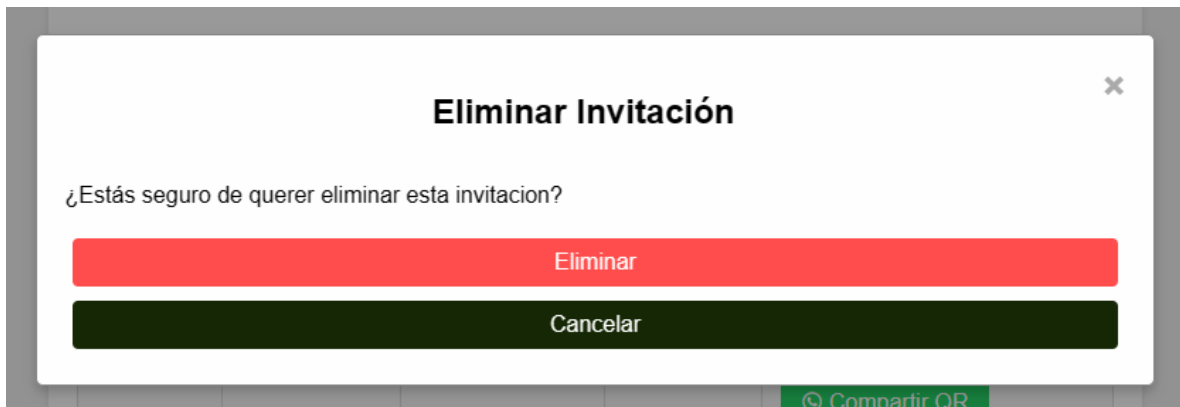 Eliminar Invitación
¿Estás seguro de querer eliminar esta invitacion?
Eliminar
Cancelar
Compartir QR